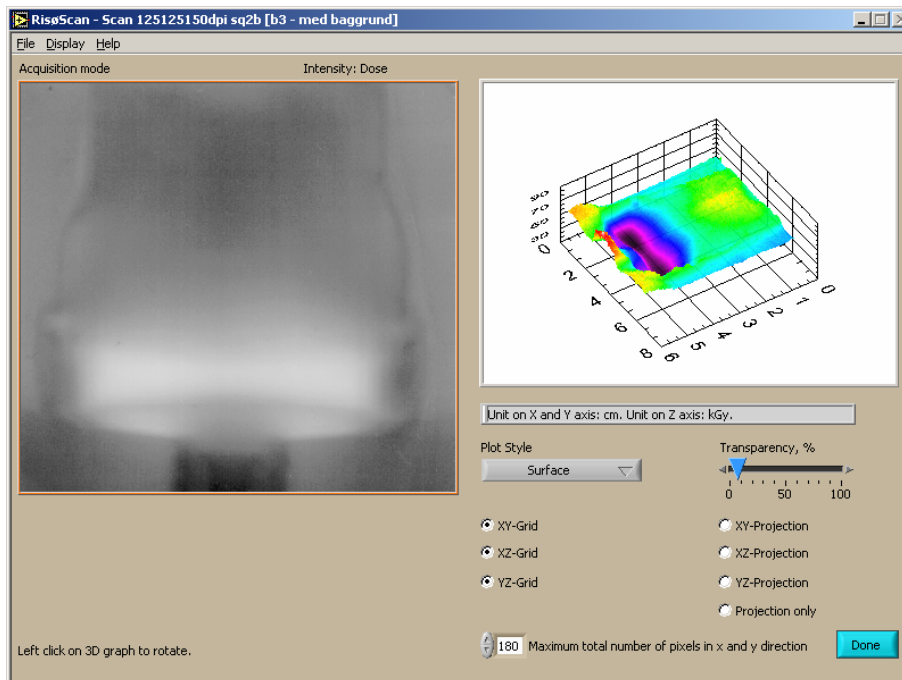 RisøScan - Scan 125125150dpi sq2b [b3 - med baggrund]
File Display Help
Acquisition mode Intensity: Dose
0 2 4 6 8
6 5 4 3 2 1 0
Unit on X and Y axis: cm. Unit on Z axis: kGy.
Plot Style Transparency, %
Surface
0 50 100
XY-Grid XY-Projection
XZ-Grid XZ-Projection
YZ-Grid YZ-Projection
Projection only
180 Maximum total number of pixels in x and y direction Done
Left click on 3D graph to rotate.